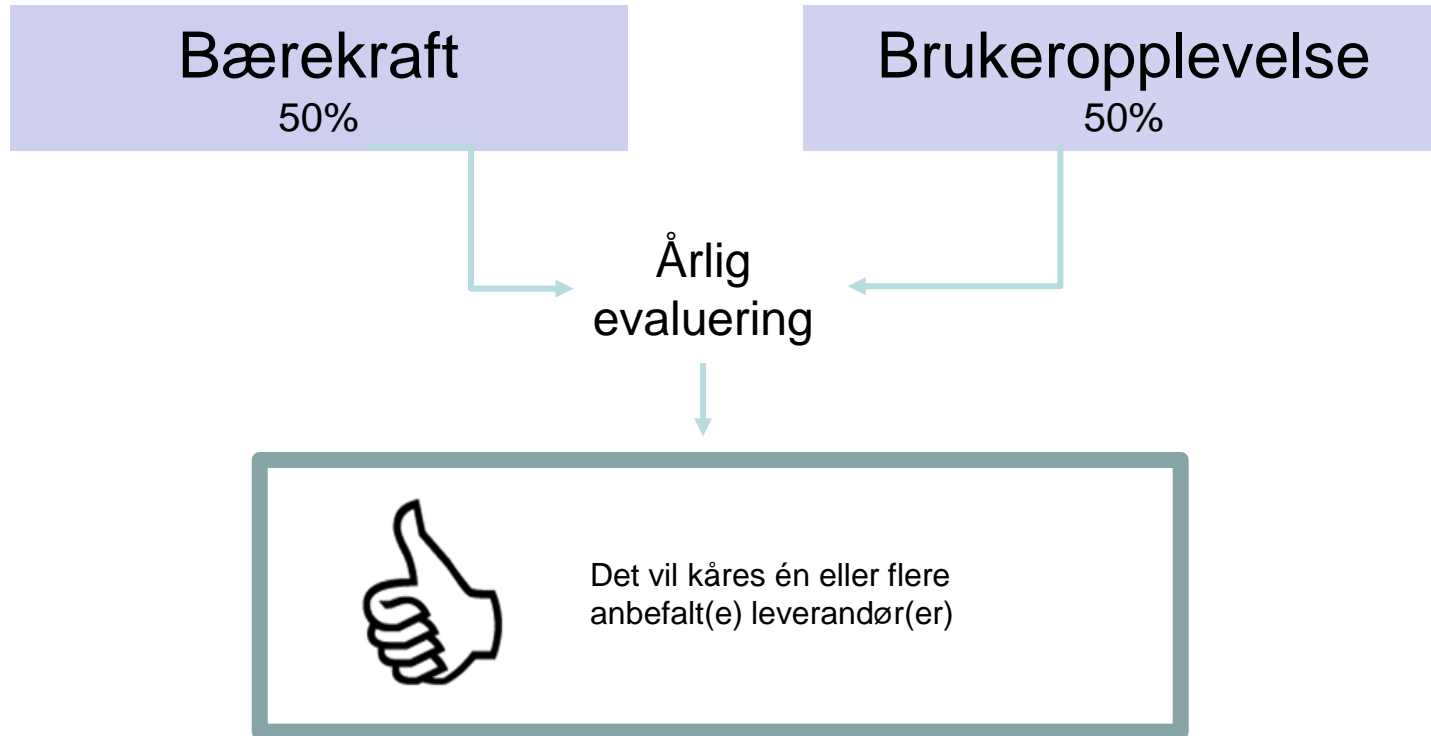 Bærekraft
50%
Brukeropplevelse
50%
Årlig
evaluering
Det vil kåres én eller flere
anbefalt(e) leverandør(er)